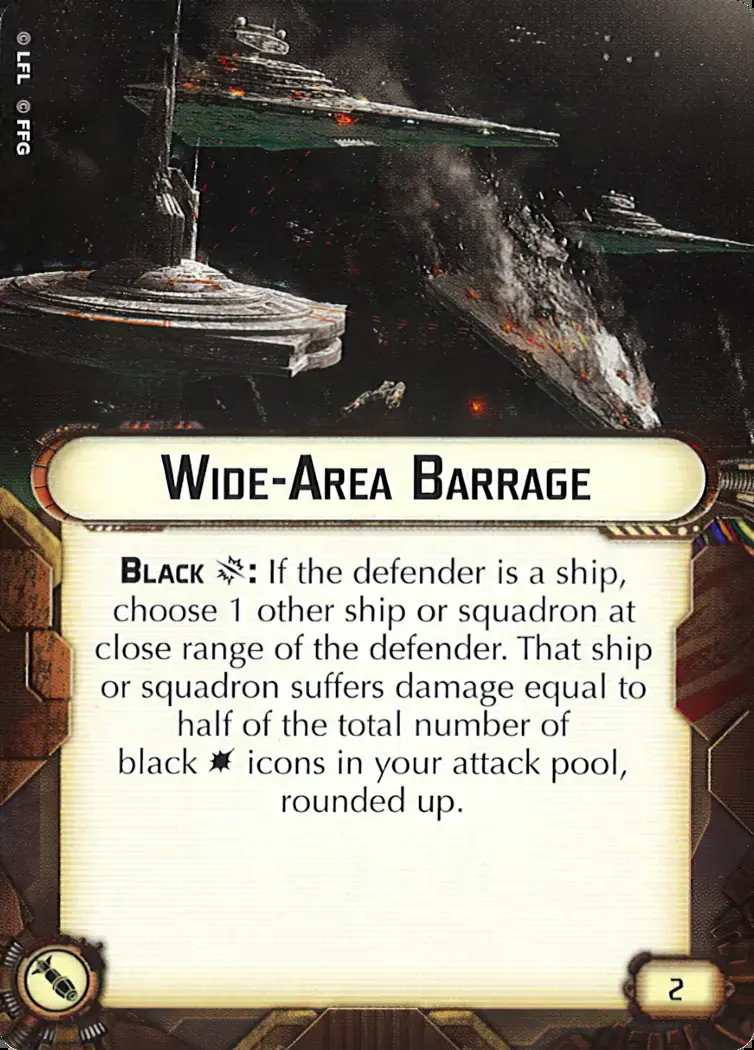 © LFL © FFG
WIDE-AREA BARRAGE
BLACK : If the defender is a ship,
choose 1 other ship or squadron at
close range of the defender. That ship
or squadron suffers damage equal to
half of the total number of
black icons in your attack pool,
rounded up.
2